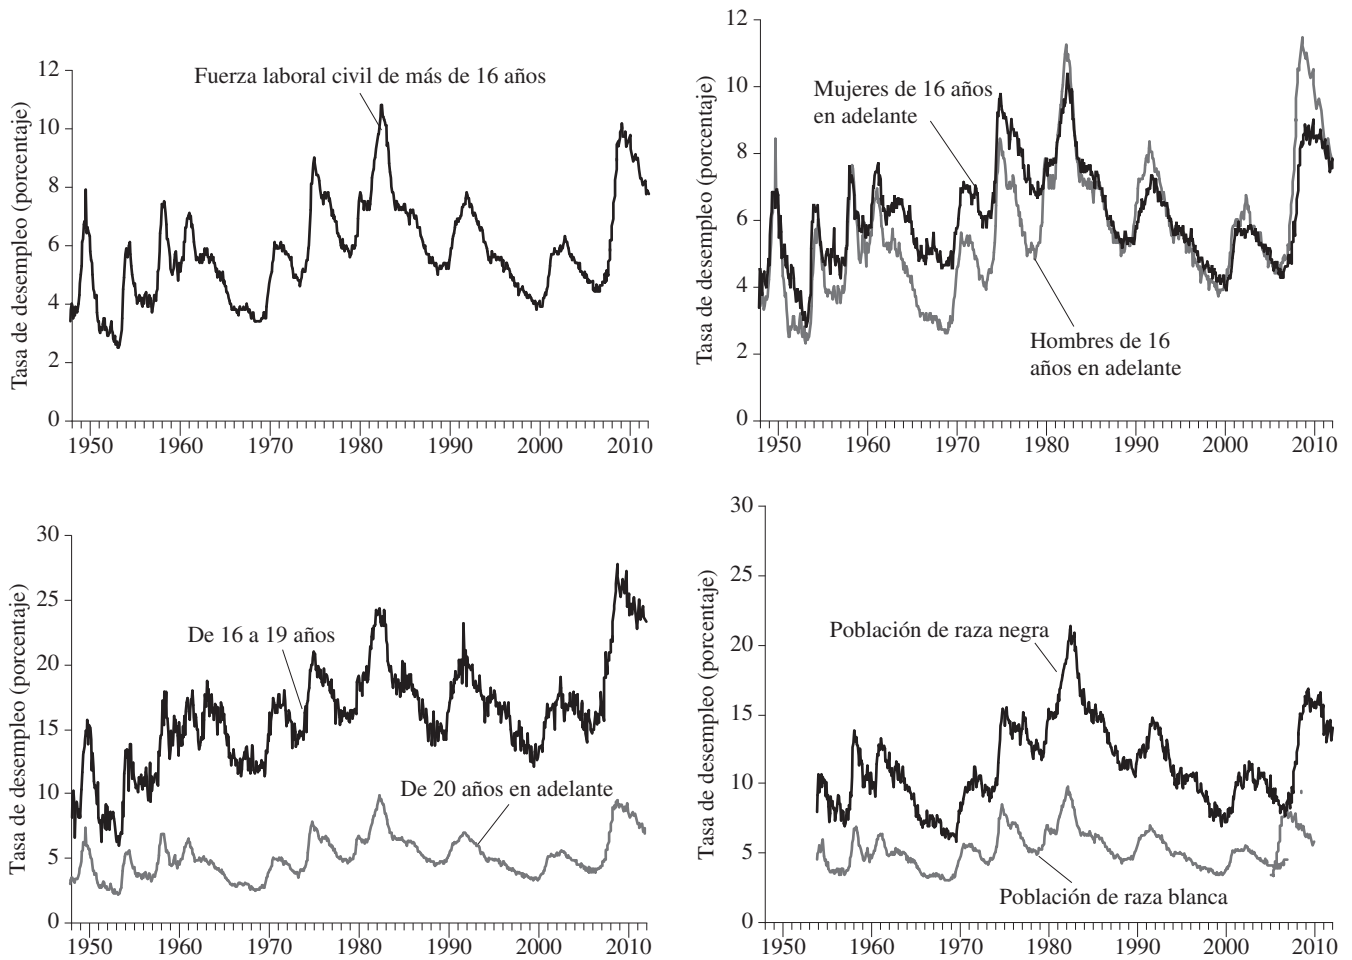 Tasa de desempleo (porcentaje)
12
10
8
6
4
2
0
Fuerza laboral civil de más de 16 años
1950 1960 1970 1980 1990 2000 2010
Tasa de desempleo (porcentaje)
12
10
8
6
4
2
0
Mujeres de 16 años
en adelante
Hombres de 16
años en adelante
1950 1960 1970 1980 1990 2000 2010
Tasa de desempleo (porcentaje)
30
25
20
15
10
5
0
De 16 a 19 años
De 20 años en adelante
1950 1960 1970 1980 1990 2000 2010
Tasa de desempleo (porcentaje)
30
25
20
15
10
5
0
Población de raza negra
Población de raza blanca
1950 1960 1970 1980 1990 2000 2010